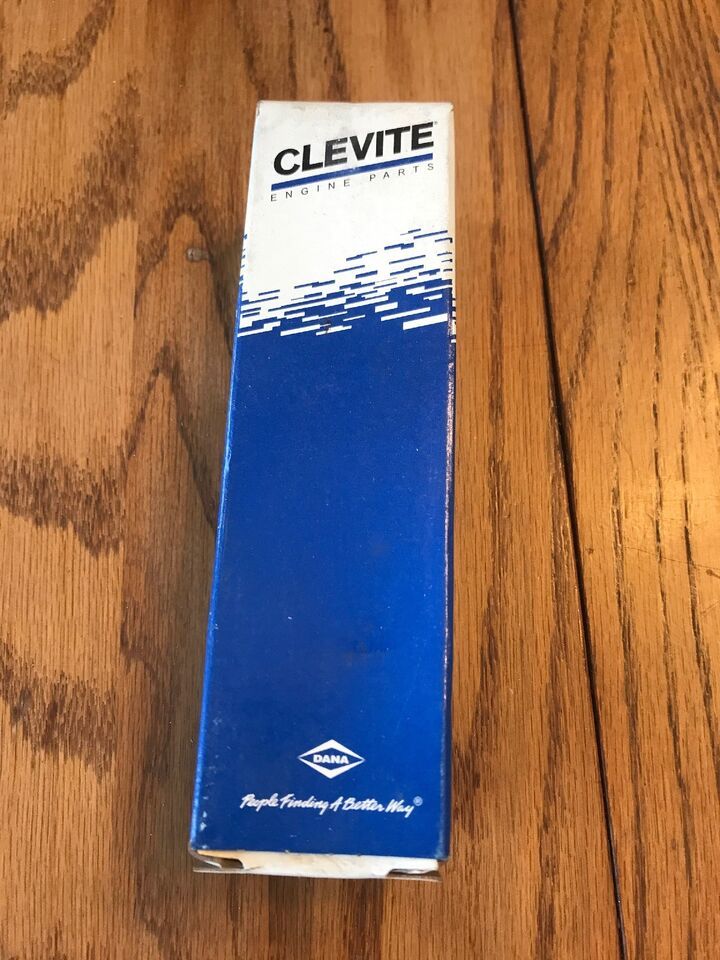 CLEVITE®
ENGINE PARTS
DANA
People Finding A Better Way®